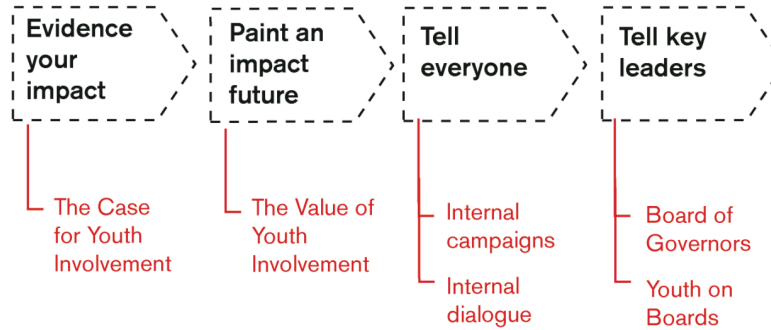 Evidence
your
impact
Paint an
impact
future
Tell
everyone
Tell key
leaders
The Case
for Youth
Involvement
The Value of
Youth
Involvement
Internal
campaigns
Internal
dialogue
Board of
Governors
Youth on
Boards